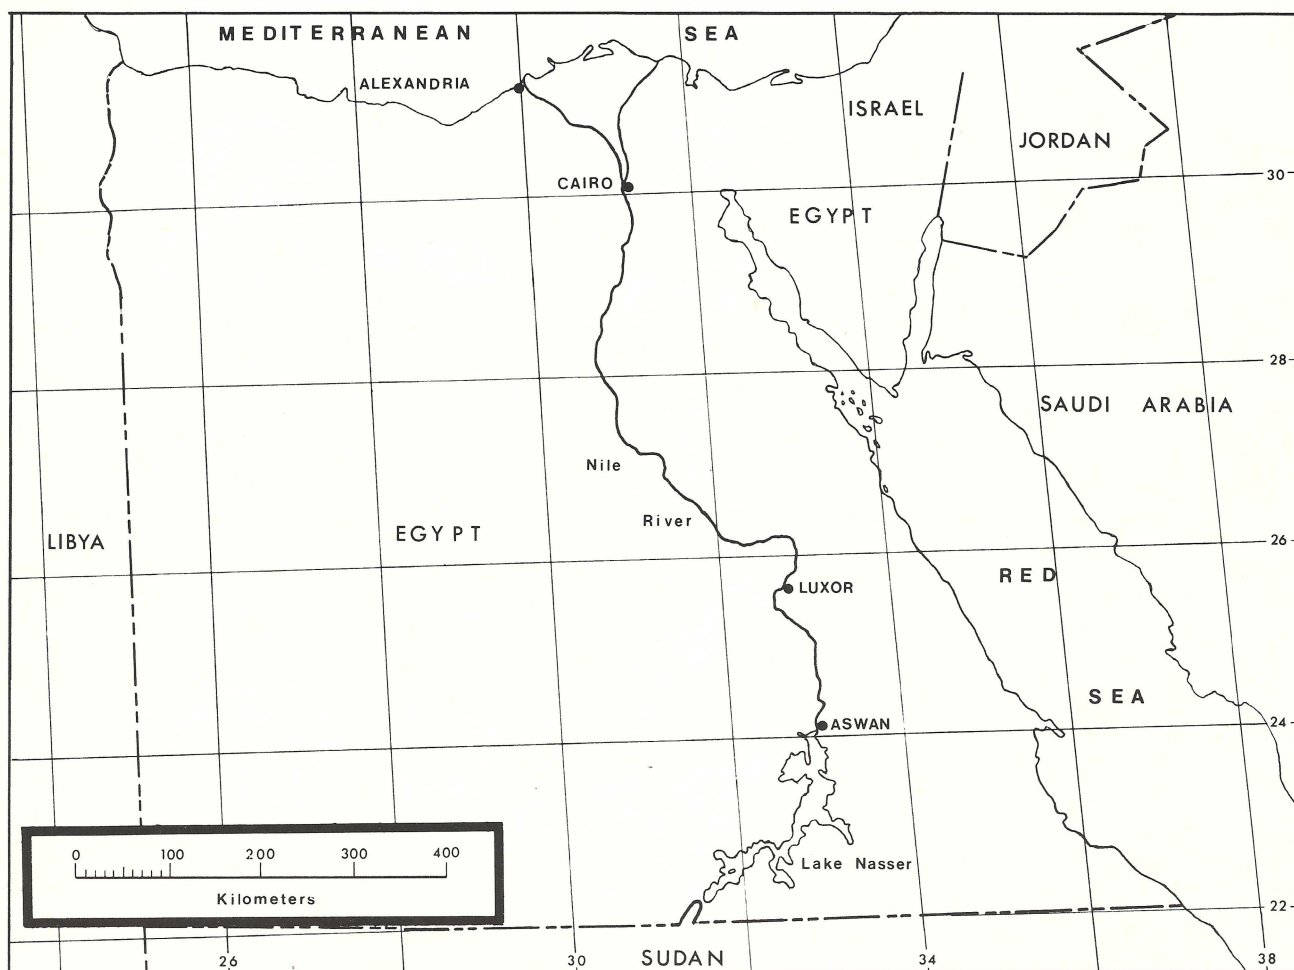 MEDITERRANEAN SEA
ALEXANDRIA
ISRAEL
JORDAN
CAIRO
30
EGYPT
28
SAUDI ARABIA
Nile
River
LIBYA
EGYPT
26
RED
LUXOR
SEA
ASWAN
24
0 100 200 300 400
Kilometers
Lake Nasser
22
26
30
SUDAN
34
38